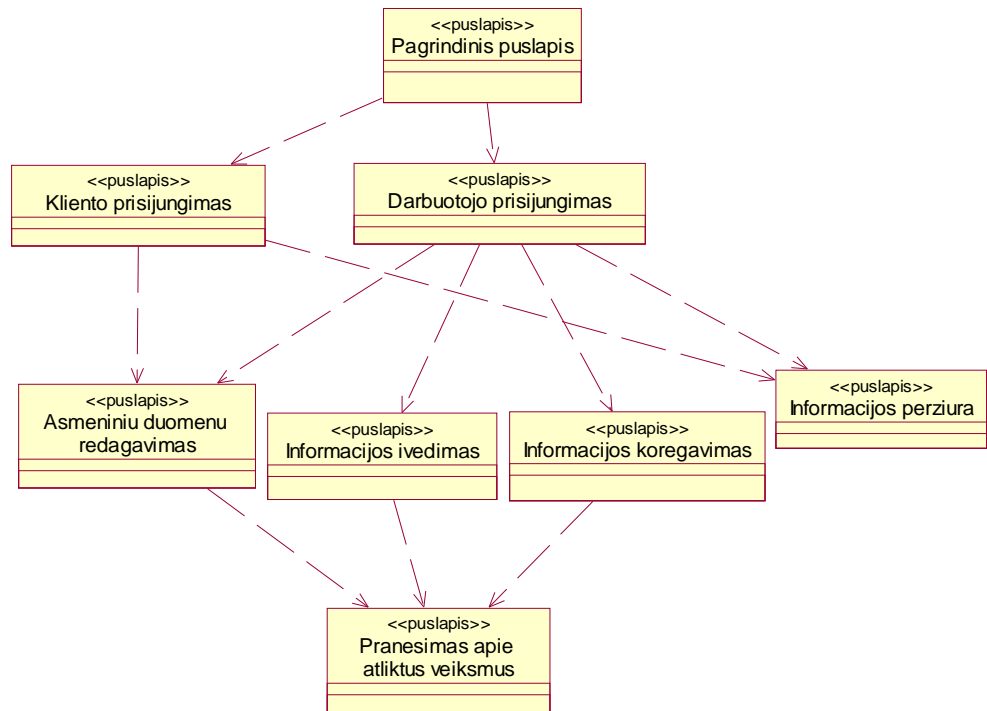 <<puslapis>>
Pagrindinis puslapis
<<puslapis>>
Kliento prisijungimas
<<puslapis>>
Darbuotojo prisijungimas
<<puslapis>>
Asmeniniu duomenu
redagavimas
<<puslapis>>
Informacijos ivedimas
<<puslapis>>
Informacijos koregavimas
<<puslapis>>
Informacijos perziura
<<puslapis>>
Pranesimas apie
atliktus veiksmus